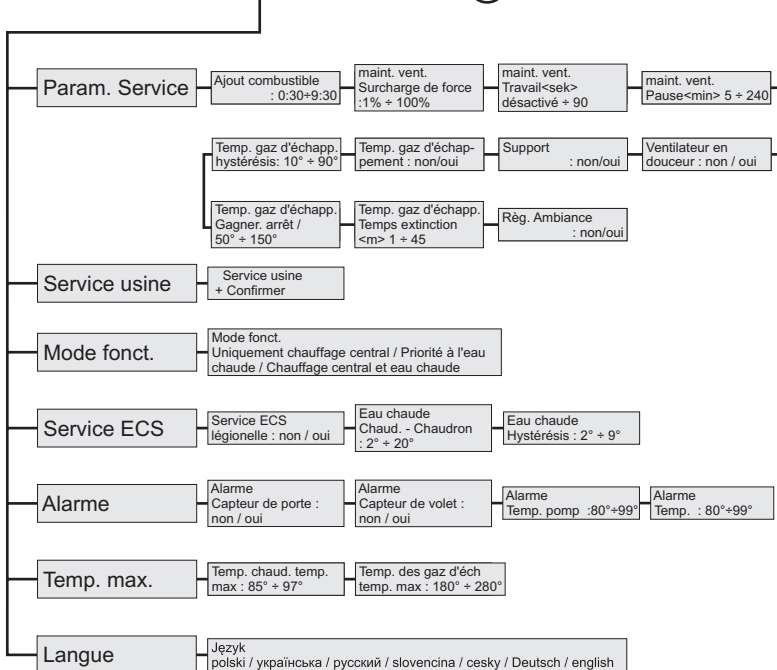 Param. Service
Ajout combustible
: 0:30÷9:30
maint. vent.
Surcharge de force
:1% ÷ 100%
maint. vent.
Travail<sek>
désactivé ÷ 90
maint. vent.
Pause<min> 5 ÷ 240
Temp. gaz d'échapp.
hystérésis: 10° ÷ 90°
Temp. gaz d'échap-
pement : non/oui
Support
: non/oui
Ventilateur en
douceur : non / oui
Temp. gaz d'échapp.
Gagner. arrêt /
50° ÷ 150°
Temp. gaz d'échapp.
Temps extinction
<m> 1 ÷ 45
Règ. Ambiance
: non/oui
Service usine
Service usine
+ Confirmer
Mode fonct.
Mode fonct.
Uniquement chauffage central / Priorité à l'eau
chaude / Chauffage central et eau chaude
Service ECS
Service ECS
légionelle : non / oui
Eau chaude
Chaud. - Chaudron
: 2° ÷ 20°
Eau chaude
Hystérésis : 2° ÷ 9°
Alarme
Alarme
Capteur de porte :
non / oui
Alarme
Capteur de volet :
non / oui
Alarme
Temp. pomp :80°÷99°
Alarme
Temp. : 80°÷99°
Temp. max.
Temp. chaud. temp.
max : 85° ÷ 97°
Temp. des gaz d'éch
temp. max : 180° ÷ 280°
Langue
Język
polski / українська / русский / slovencina / cesky / Deutsch / english